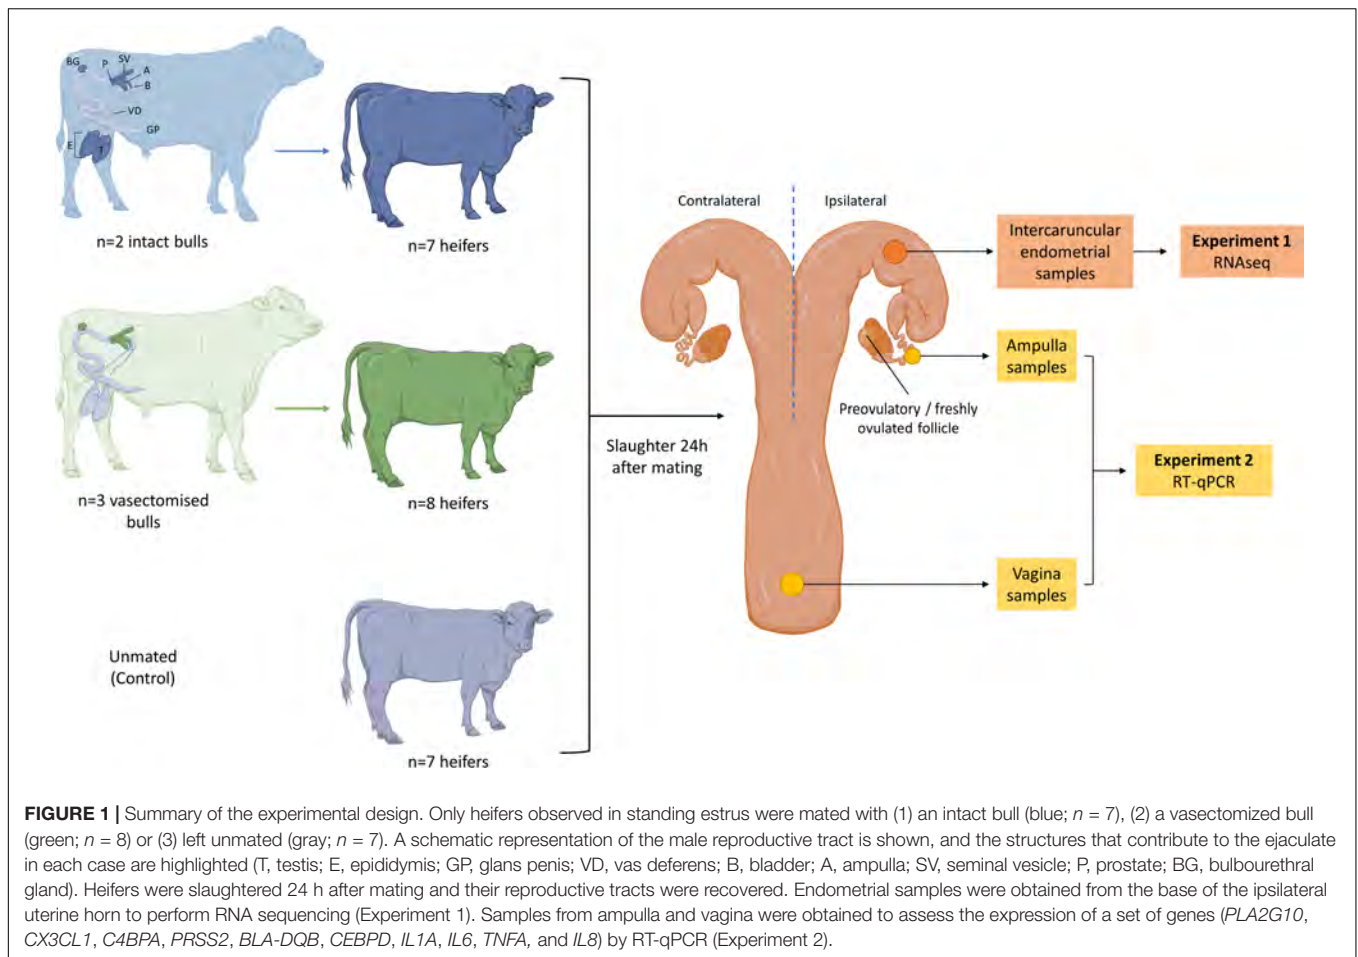 BG
P
SV
A
B
VD
GP
E
T
n=2 intact bulls
n=7 heifers
n=3 vasectomised
bulls
n=8 heifers
Unmated
(Control)
n=7 heifers
Slaughter 24h
after mating
Contralateral
Ipsilateral
Preovulatory / freshly
ovulated follicle
Intercaruncular
endometrial
samples
Experiment 1
RNAseq
Ampulla
samples
Experiment 2
RT-qPCR
Vagina
samples
FIGURE 1 | Summary of the experimental design. Only heifers observed in standing estrus were mated with (1) an intact bull (blue; n = 7), (2) a vasectomized bull
(green; n = 8) or (3) left unmated (gray; n = 7). A schematic representation of the male reproductive tract is shown, and the structures that contribute to the ejaculate
in each case are highlighted (T, testis; E, epididymis; GP, glans penis; VD, vas deferens; B, bladder; A, ampulla; SV, seminal vesicle; P, prostate; BG, bulbourethral
gland). Heifers were slaughtered 24 h after mating and their reproductive tracts were recovered. Endometrial samples were obtained from the base of the ipsilateral
uterine horn to perform RNA sequencing (Experiment 1). Samples from ampulla and vagina were obtained to assess the expression of a set of genes (PLA2G10,
CX3CL1, C4BPA, PRSS2, BLA-DQB, CEBPD, IL1A, IL6, TNFA, and IL8) by RT-qPCR (Experiment 2).